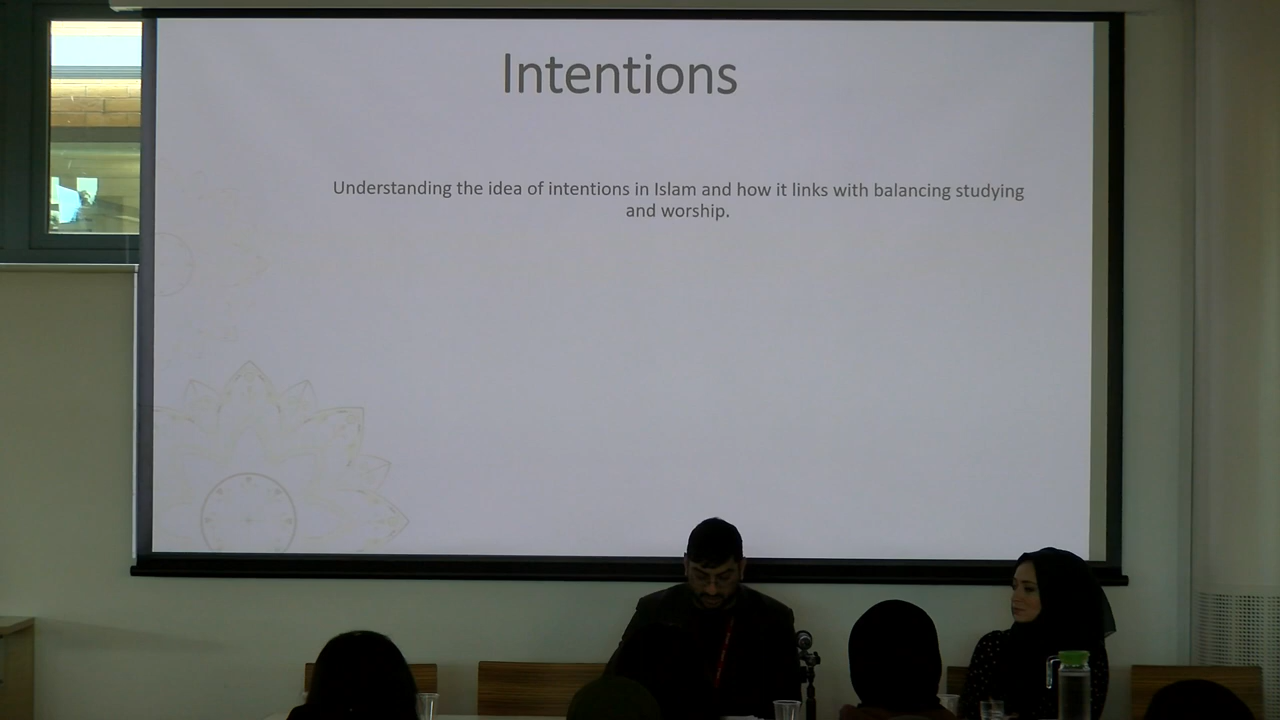 Intentions
Understanding the idea of intentions in Islam and how it links with balancing studying
and worship.